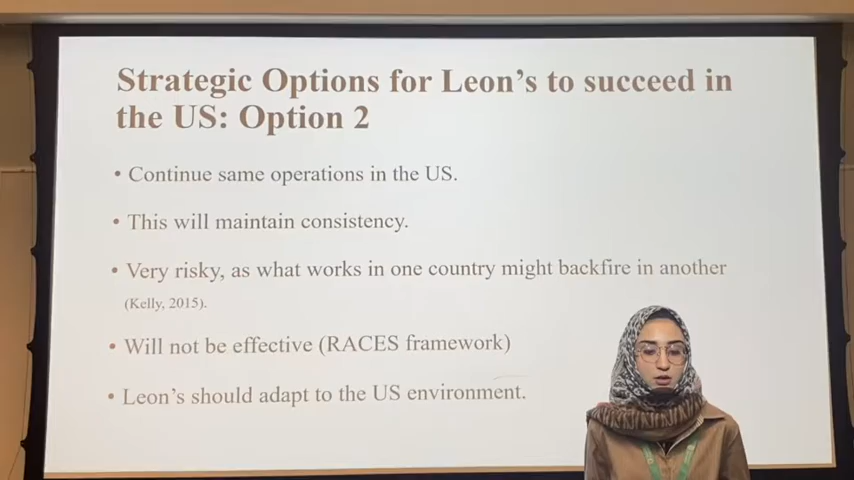 Strategic Options for Leon's to succeed in
the US: Option 2
• Continue same operations in the US.
• This will maintain consistency.
• Very risky, as what works in one country might backfire in another
(Kelly, 2015).
• Will not be effective (RACES framework)
• Leon's should adapt to the US environment.